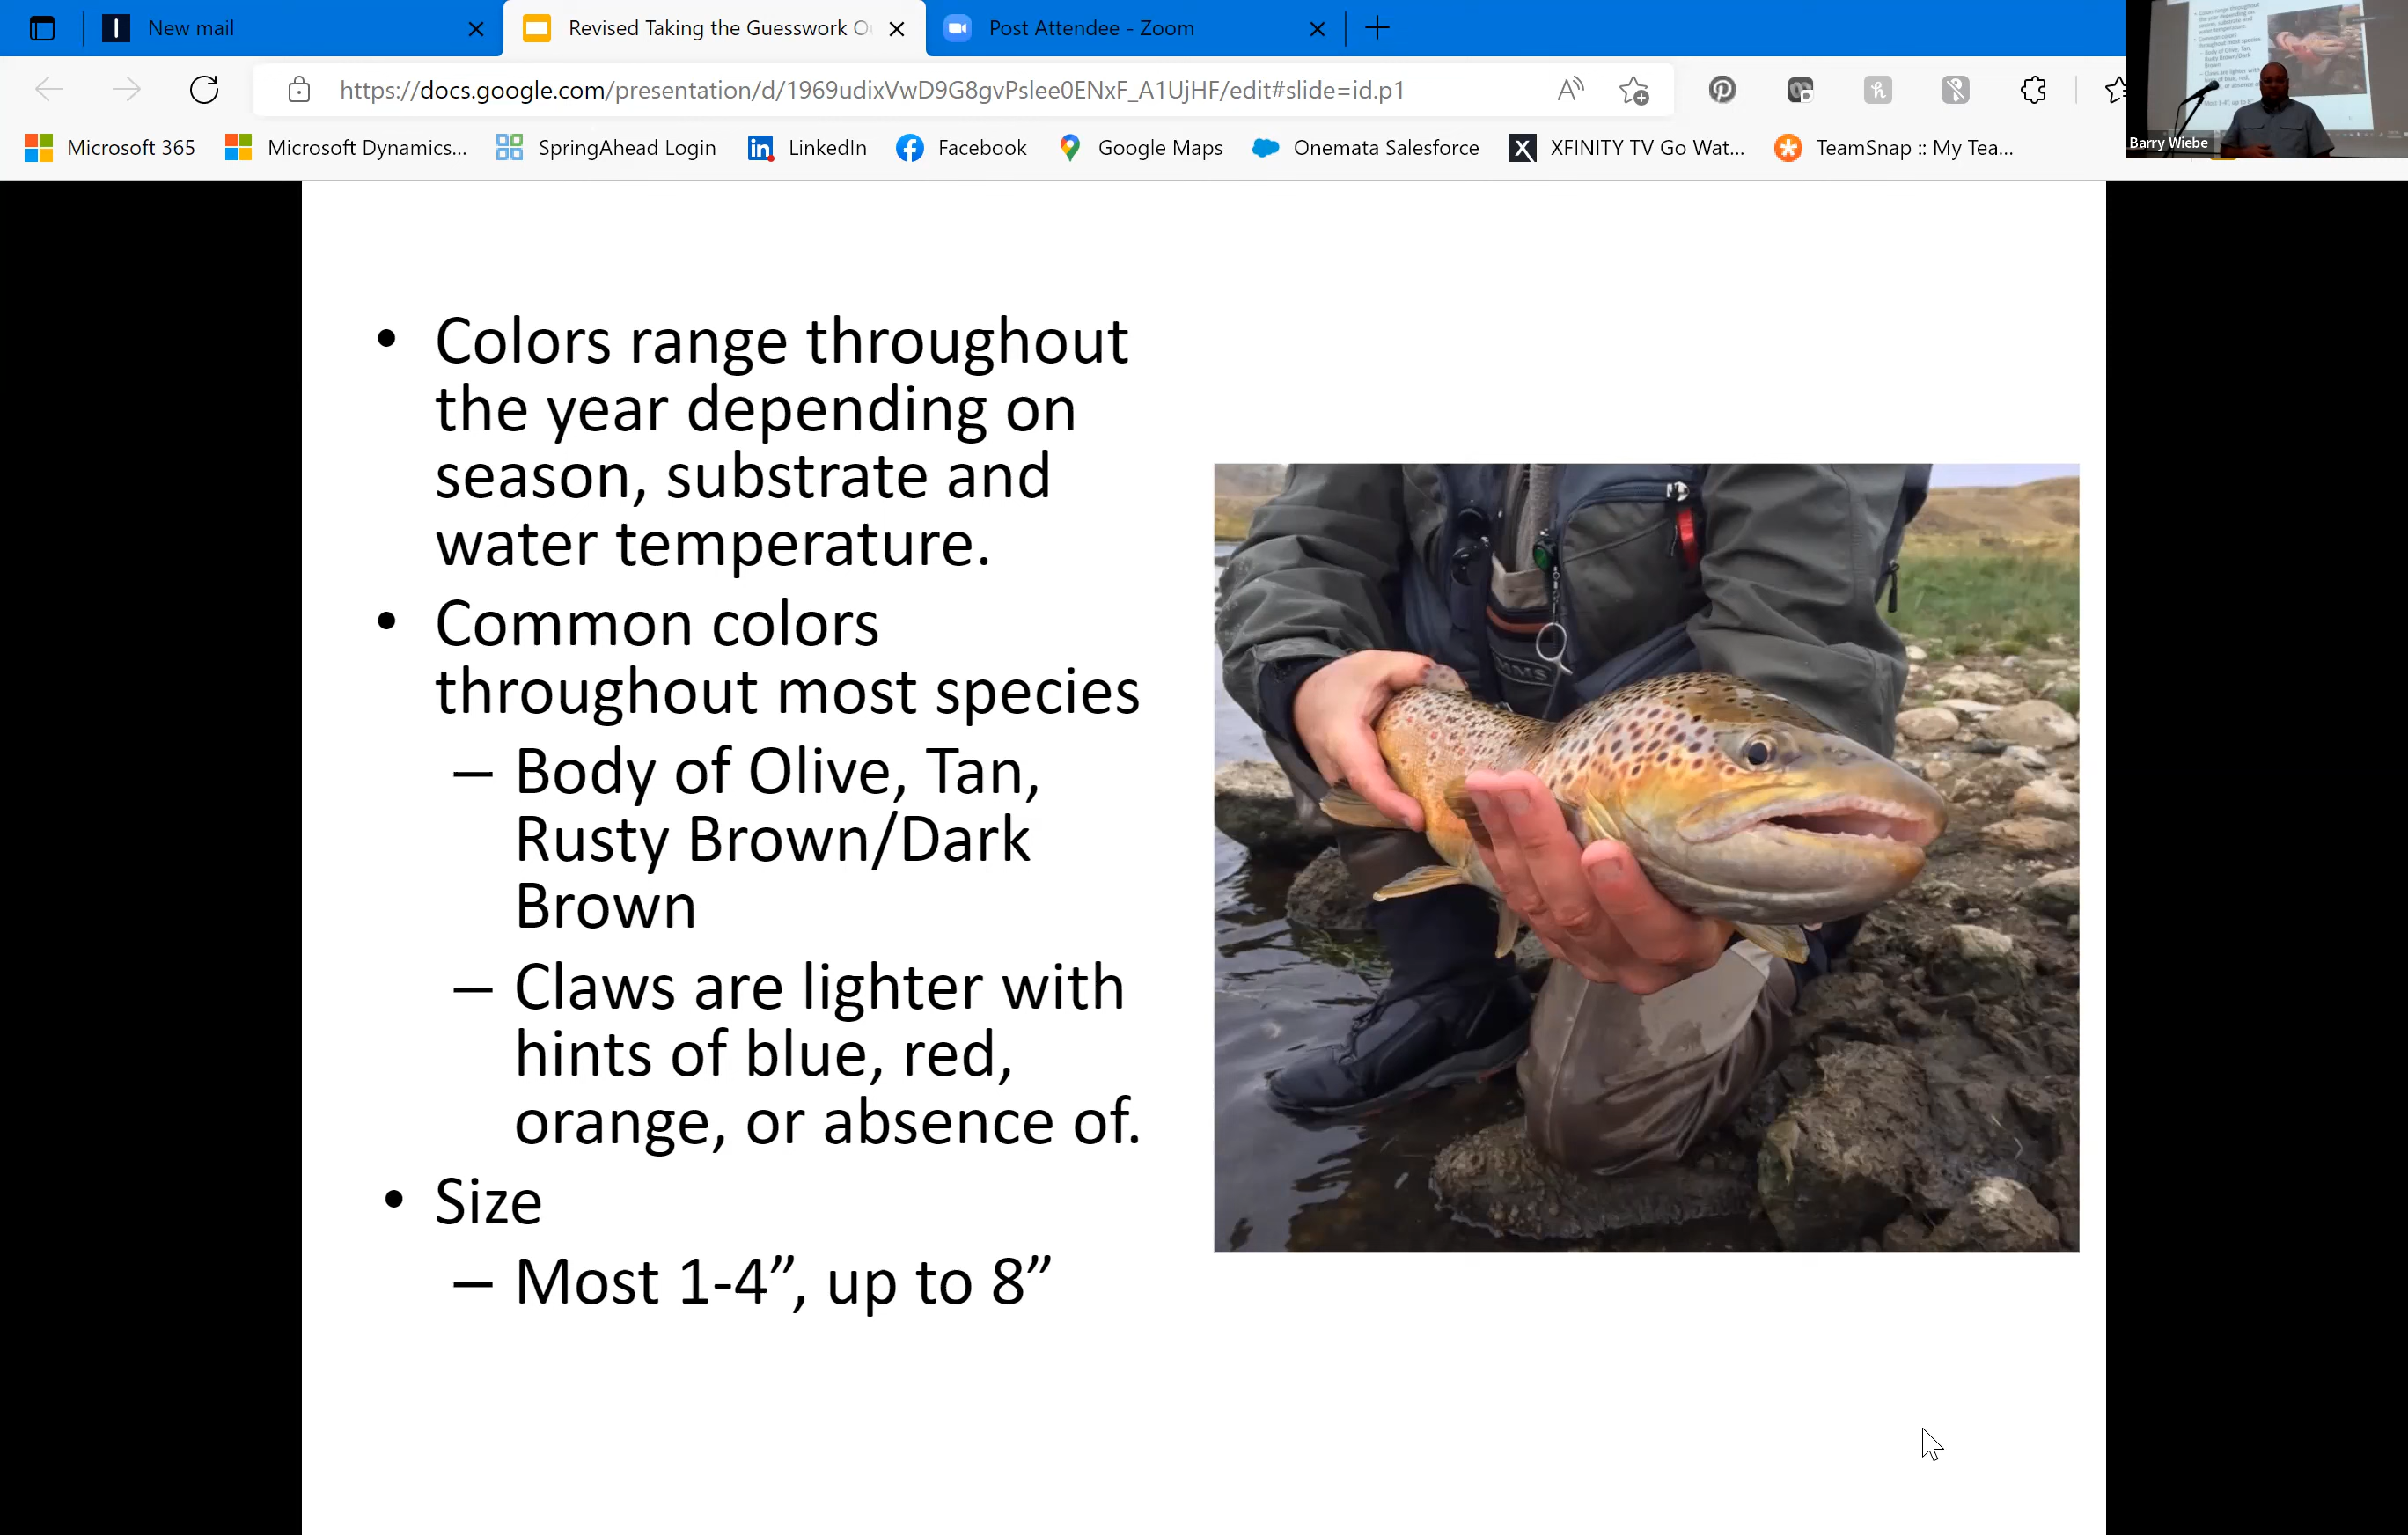 New mail
Revised Taking the Guesswork O
Post Attendee - Zoom
https://docs.google.com/presentation/d/1969udixVwD9G8gvPslee0ENxF_A1UjHF/edit#slide=id.p1
Microsoft 365
Microsoft Dynamics...
SpringAhead Login
LinkedIn
Facebook
Google Maps
Onemata Salesforce
XFINITY TV Go Wat...
TeamSnap :: My Tea...
Barry Wiebe
• Colors range throughout
the year depending on
season, substrate and
water temperature.
• Common colors
throughout most species
– Body of Olive, Tan,
Rusty Brown/Dark
Brown
– Claws are lighter with
hints of blue, red,
orange, or absence of.
• Size
– Most 1-4”, up to 8”